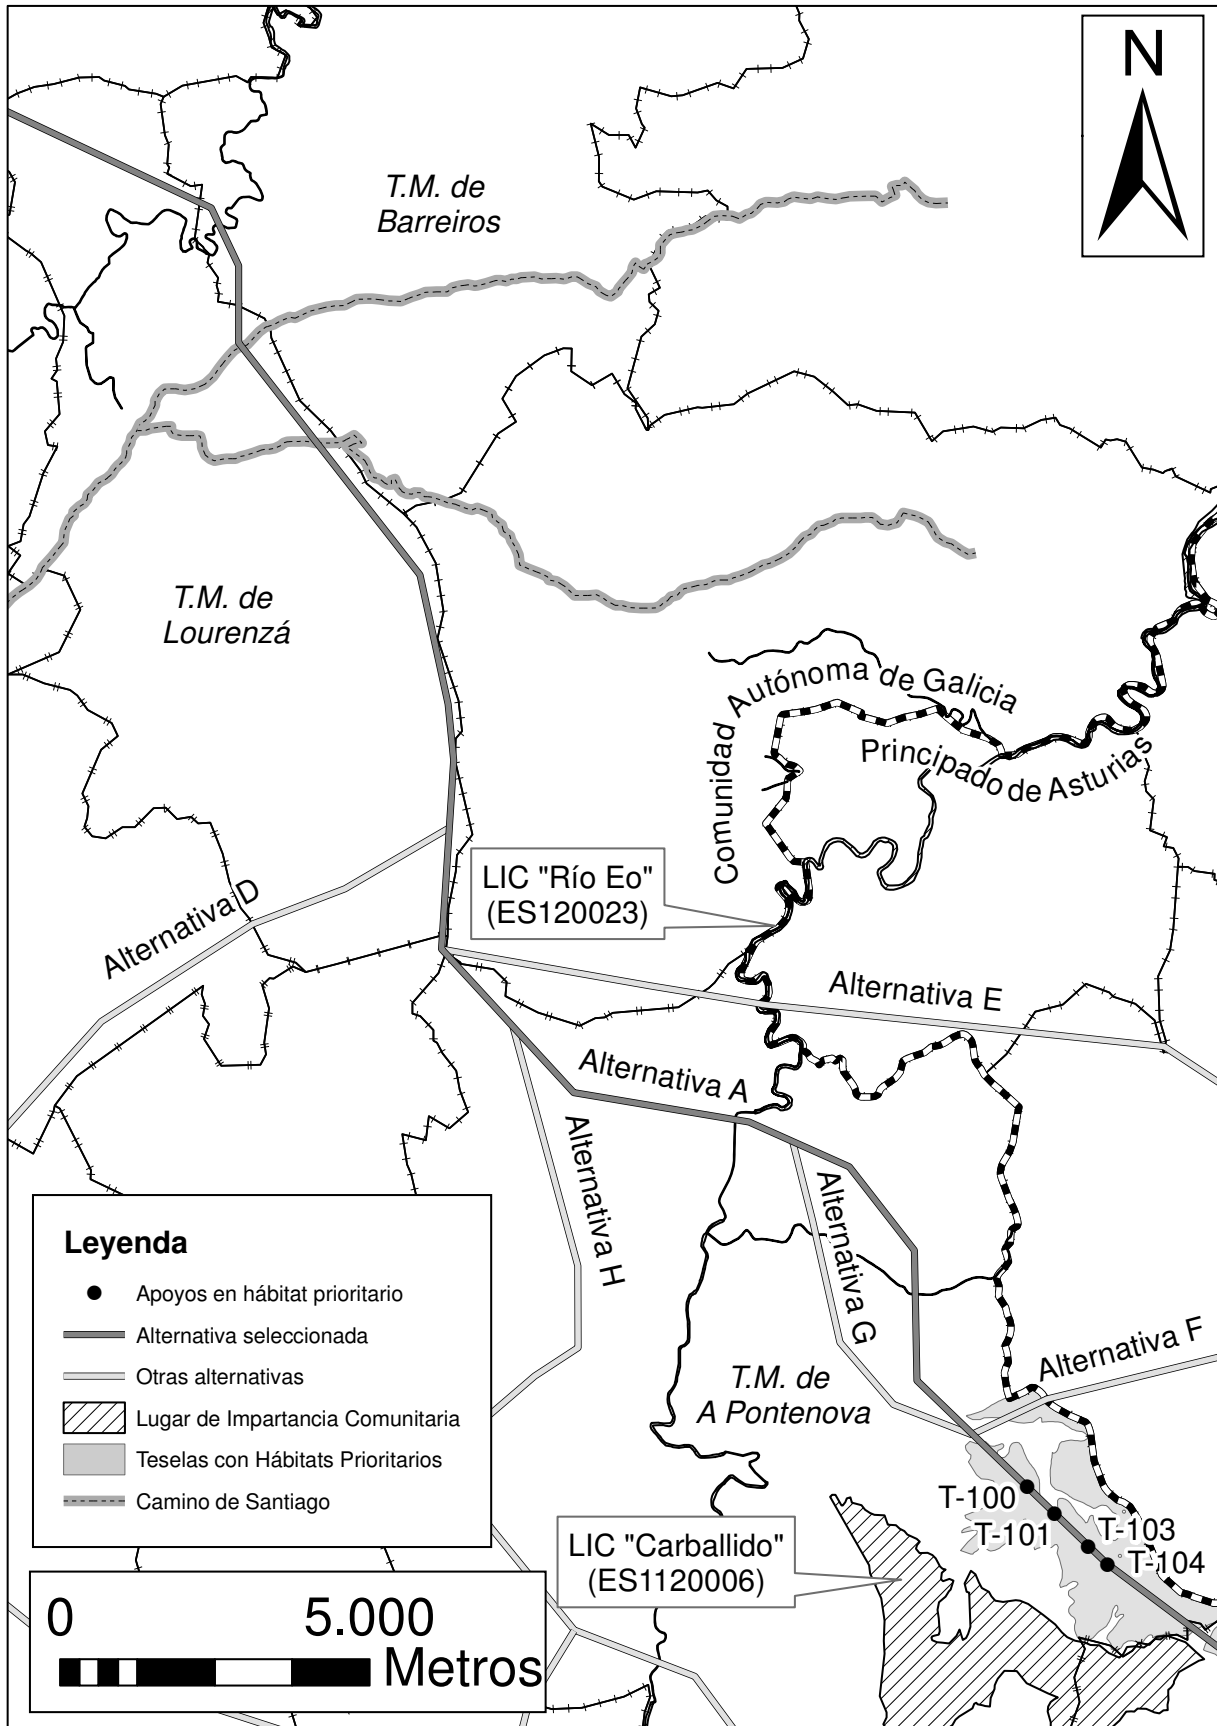 N
T.M. de
Barreiros
T.M. de
Lourenzá
Comunidad Autónoma de Galicia
Principado de Asturias
LIC "Río Eo"
(ES120023)
Alternativa D
Alternativa E
Alternativa A
Alternativa H
Alternativa G
Alternativa F
T.M. de
A Pontenova
T-100
T-101
T-103
T-104
LIC "Carballido"
(ES1120006)
Leyenda
Apoyos en hábitat prioritario
Alternativa seleccionada
Otras alternativas
Lugar de Impartancia Comunitaria
Teselas con Hábitats Prioritarios
Camino de Santiago
0 5.000
Metros